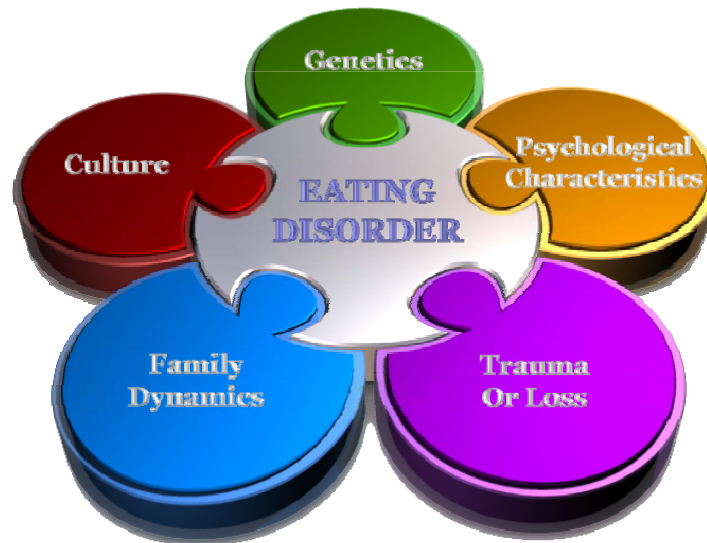 Genetics
Culture
Psychological
Characteristics
EATING
DISORDER
Family
Dynamics
Trauma
Or Loss